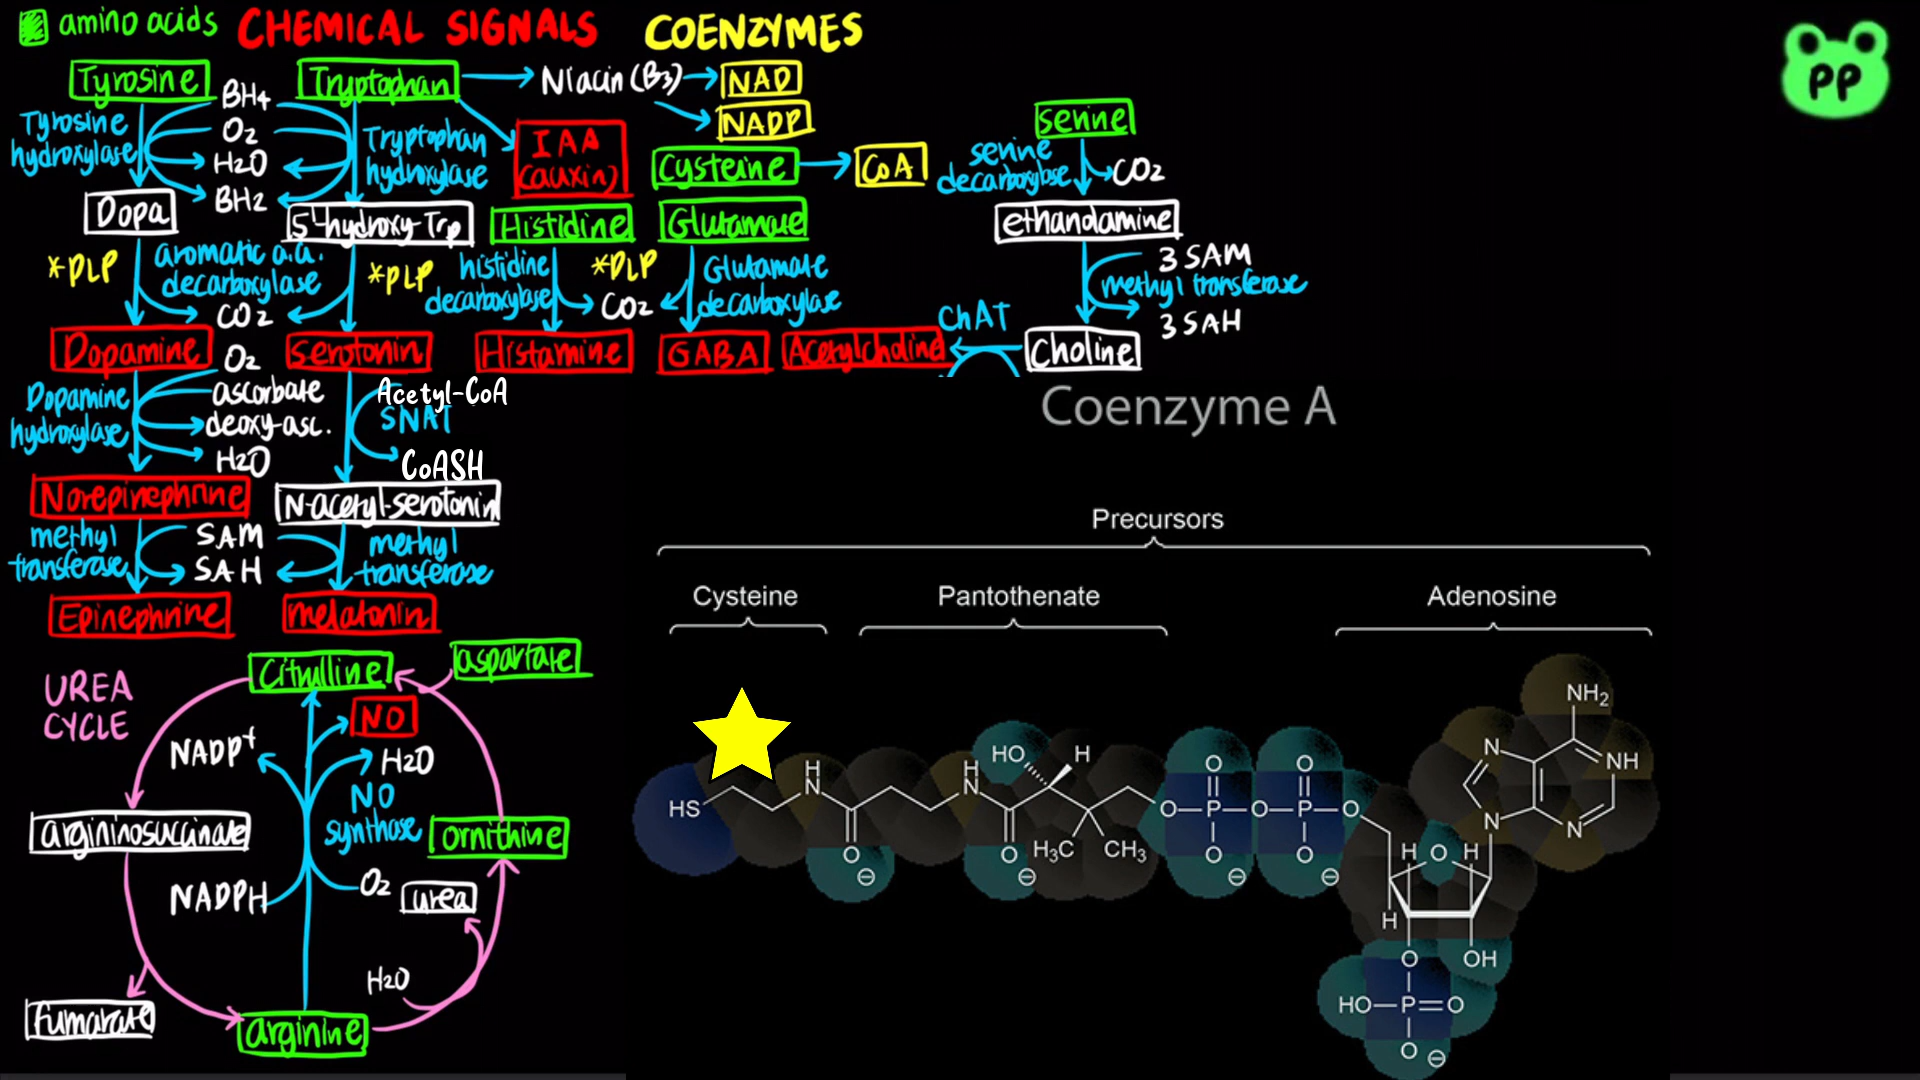 amino acids CHEMICAL SIGNALS COENZYMES
PP
Tyrosine
BH4
Tryptophan
Niacin (B3)
NAD
NADP
Tyrosine
hydroxylase
O2
H2O
BH2
Tryptophan
hydroxylase
IAA
(auxin)
Cysteine
CoA
serine
serine
decarboxylase
CO2
Dopa
5-hydroxy-Trp
Histidine
Glutamate
ethanolamine
*PLP
aromatic a.a.
decarboxylase
CO2
*PLP
histidine
decarboxylase
*PLP
CO2
Glutamate
decarboxylase
3 SAM
methyl transferase
3 SAH
Dopamine
Serotonin
Histamine
GABA
Acetylcholine
ChAT
Choline
Dopamine
hydroxylase
O2
ascorbate
deoxy-asc.
H2O
Acetyl-CoA
SNAT
CoASH
Norepinephrine
N-acetyl-serotonin
methyl
transferase
SAM
SAH
methyl
transferase
Epinephrine
melatonin
UREA
CYCLE
Citrulline
aspartate
NO
NADP+
H2O
NO
synthase
argininosuccinate
ornithine
NADPH
O2
urea
H2O
fumarate
arginine
Coenzyme A
Precursors
Cysteine Pantothenate Adenosine
NH2
HO H
N
NH
H
N
H
N
O O
HS
O P O P O
N
N
O O
H3C CH3
O O
⊖ ⊖ ⊖ ⊖
H O H
H
O OH
HO P O
O ⊖